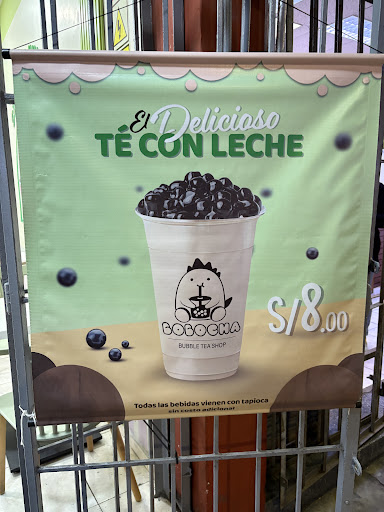 El Delicioso
TÉ CON LECHE
BOBOCHA
BUBBLE TEA SHOP
S/8.00
Todas las bebidas vienen con tapioca
sin costo adicional